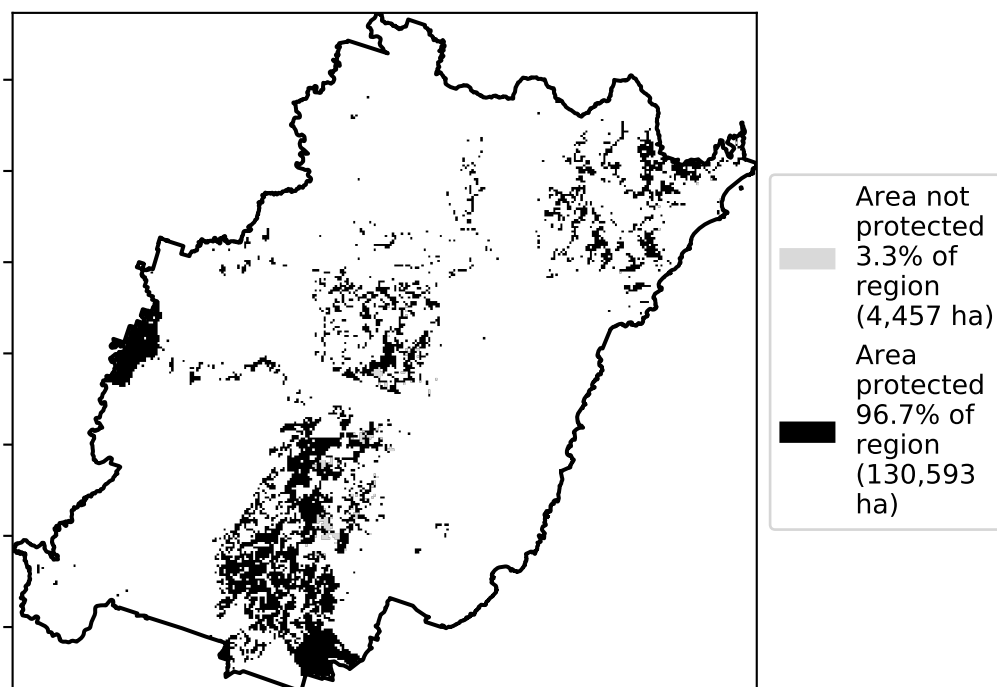 Area not
protected
3.3% of
region
(4,457 ha)
Area
protected
96.7% of
region
(130,593
ha)